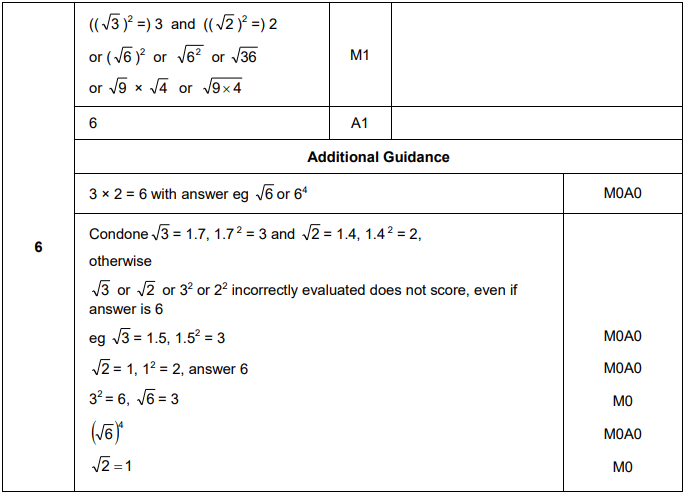 ((√3)² =) 3 and ((√2)² =) 2
or (√6)² or √6² or √36 M1
or √9 × √4 or √9×4
6 A1
Additional Guidance
3 × 2 = 6 with answer eg √6 or 6⁴ M0A0
6
Condone √3 = 1.7, 1.7² = 3 and √2 = 1.4, 1.4² = 2,
otherwise
√3 or √2 or 3² or 2² incorrectly evaluated does not score, even if
answer is 6
eg √3 = 1.5, 1.5² = 3 M0A0
√2 = 1, 1² = 2, answer 6 M0A0
3² = 6, √6 = 3 M0
(√6)⁴ M0A0
√2 = 1 M0